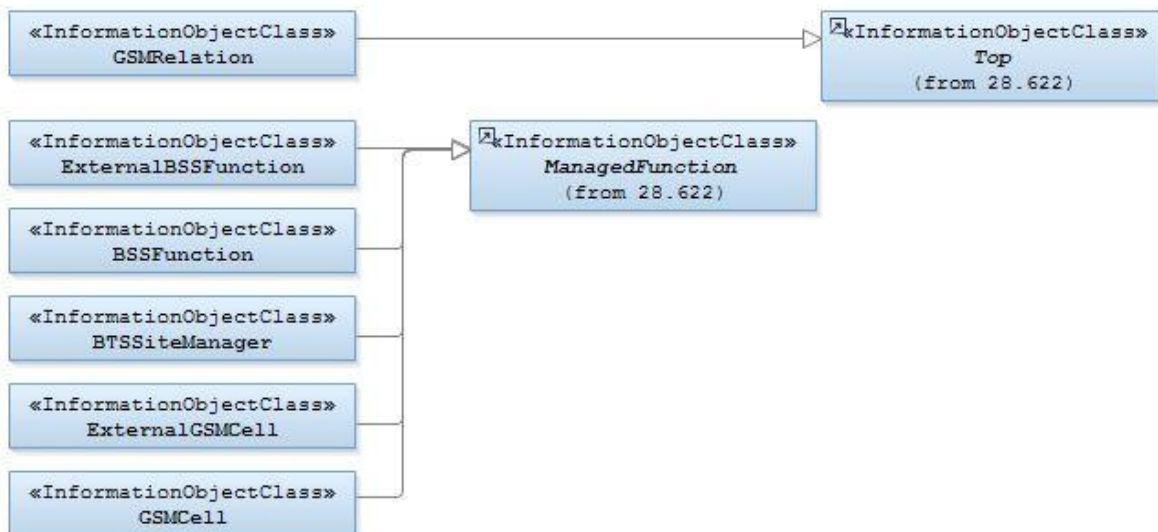 «InformationObjectClass»
GSMRelation
«InformationObjectClass»
Top
(from 28.622)
«InformationObjectClass»
ExternalBSSFunction
«InformationObjectClass»
ManagedFunction
(from 28.622)
«InformationObjectClass»
BSSFunction
«InformationObjectClass»
BTSSiteManager
«InformationObjectClass»
ExternalGSMCell
«InformationObjectClass»
GSMCell